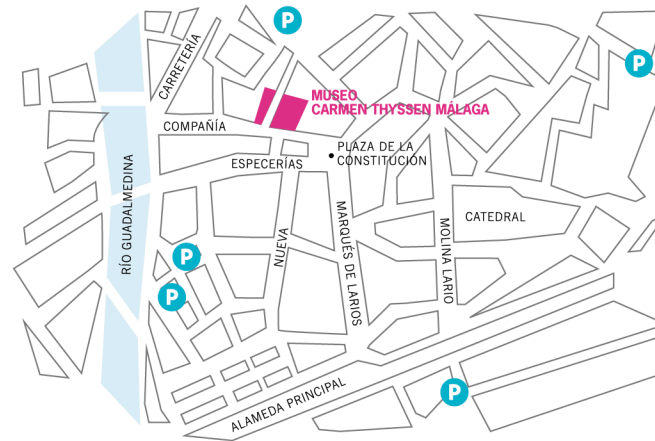 P
P
CARRETERÍA
MUSEO
CARMEN THYSSEN MÁLAGA
COMPAÑÍA
PLAZA DE LA
CONSTITUCIÓN
ESPECERÍAS
RÍO GUADALMEDINA
NUEVA
MARQUÉS DE LARIOS
MOLINA LARIO
CATEDRAL
P
P
ALAMEDA PRINCIPAL
P